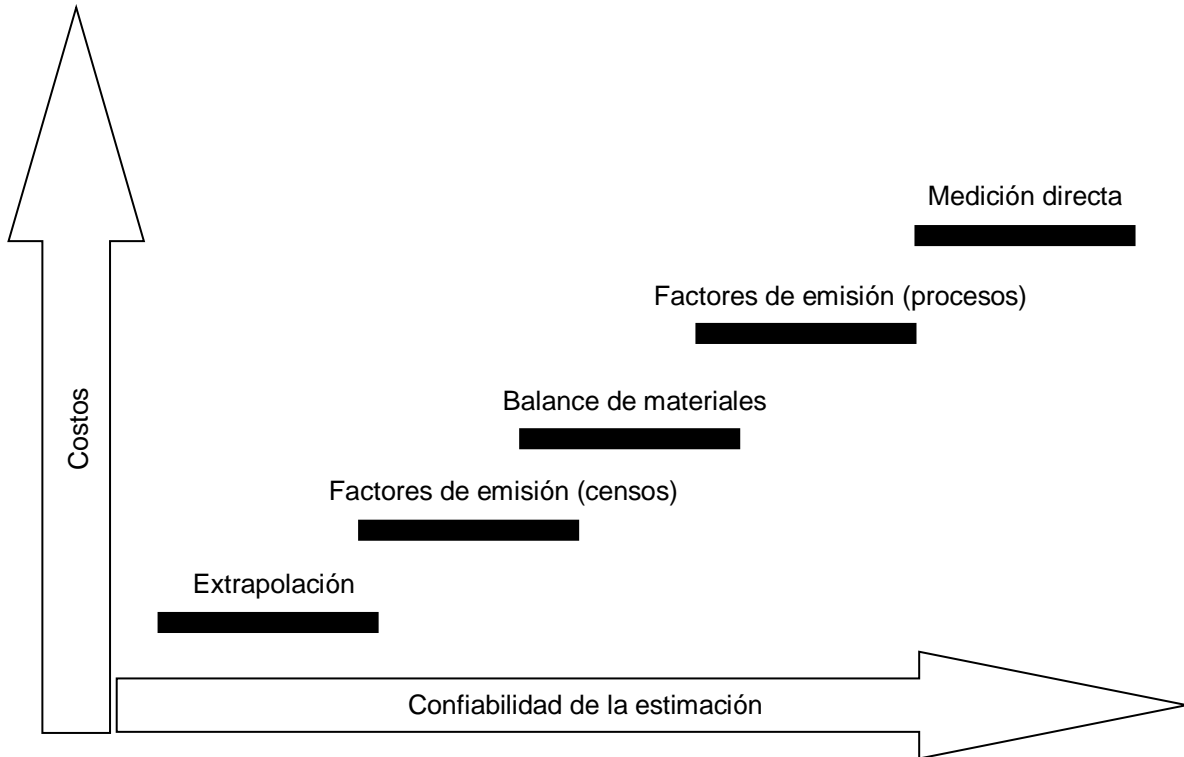 Medición directa
Factores de emisión (procesos)
Balance de materiales
Factores de emisión (censos)
Extrapolación
Costos
Confiabilidad de la estimación